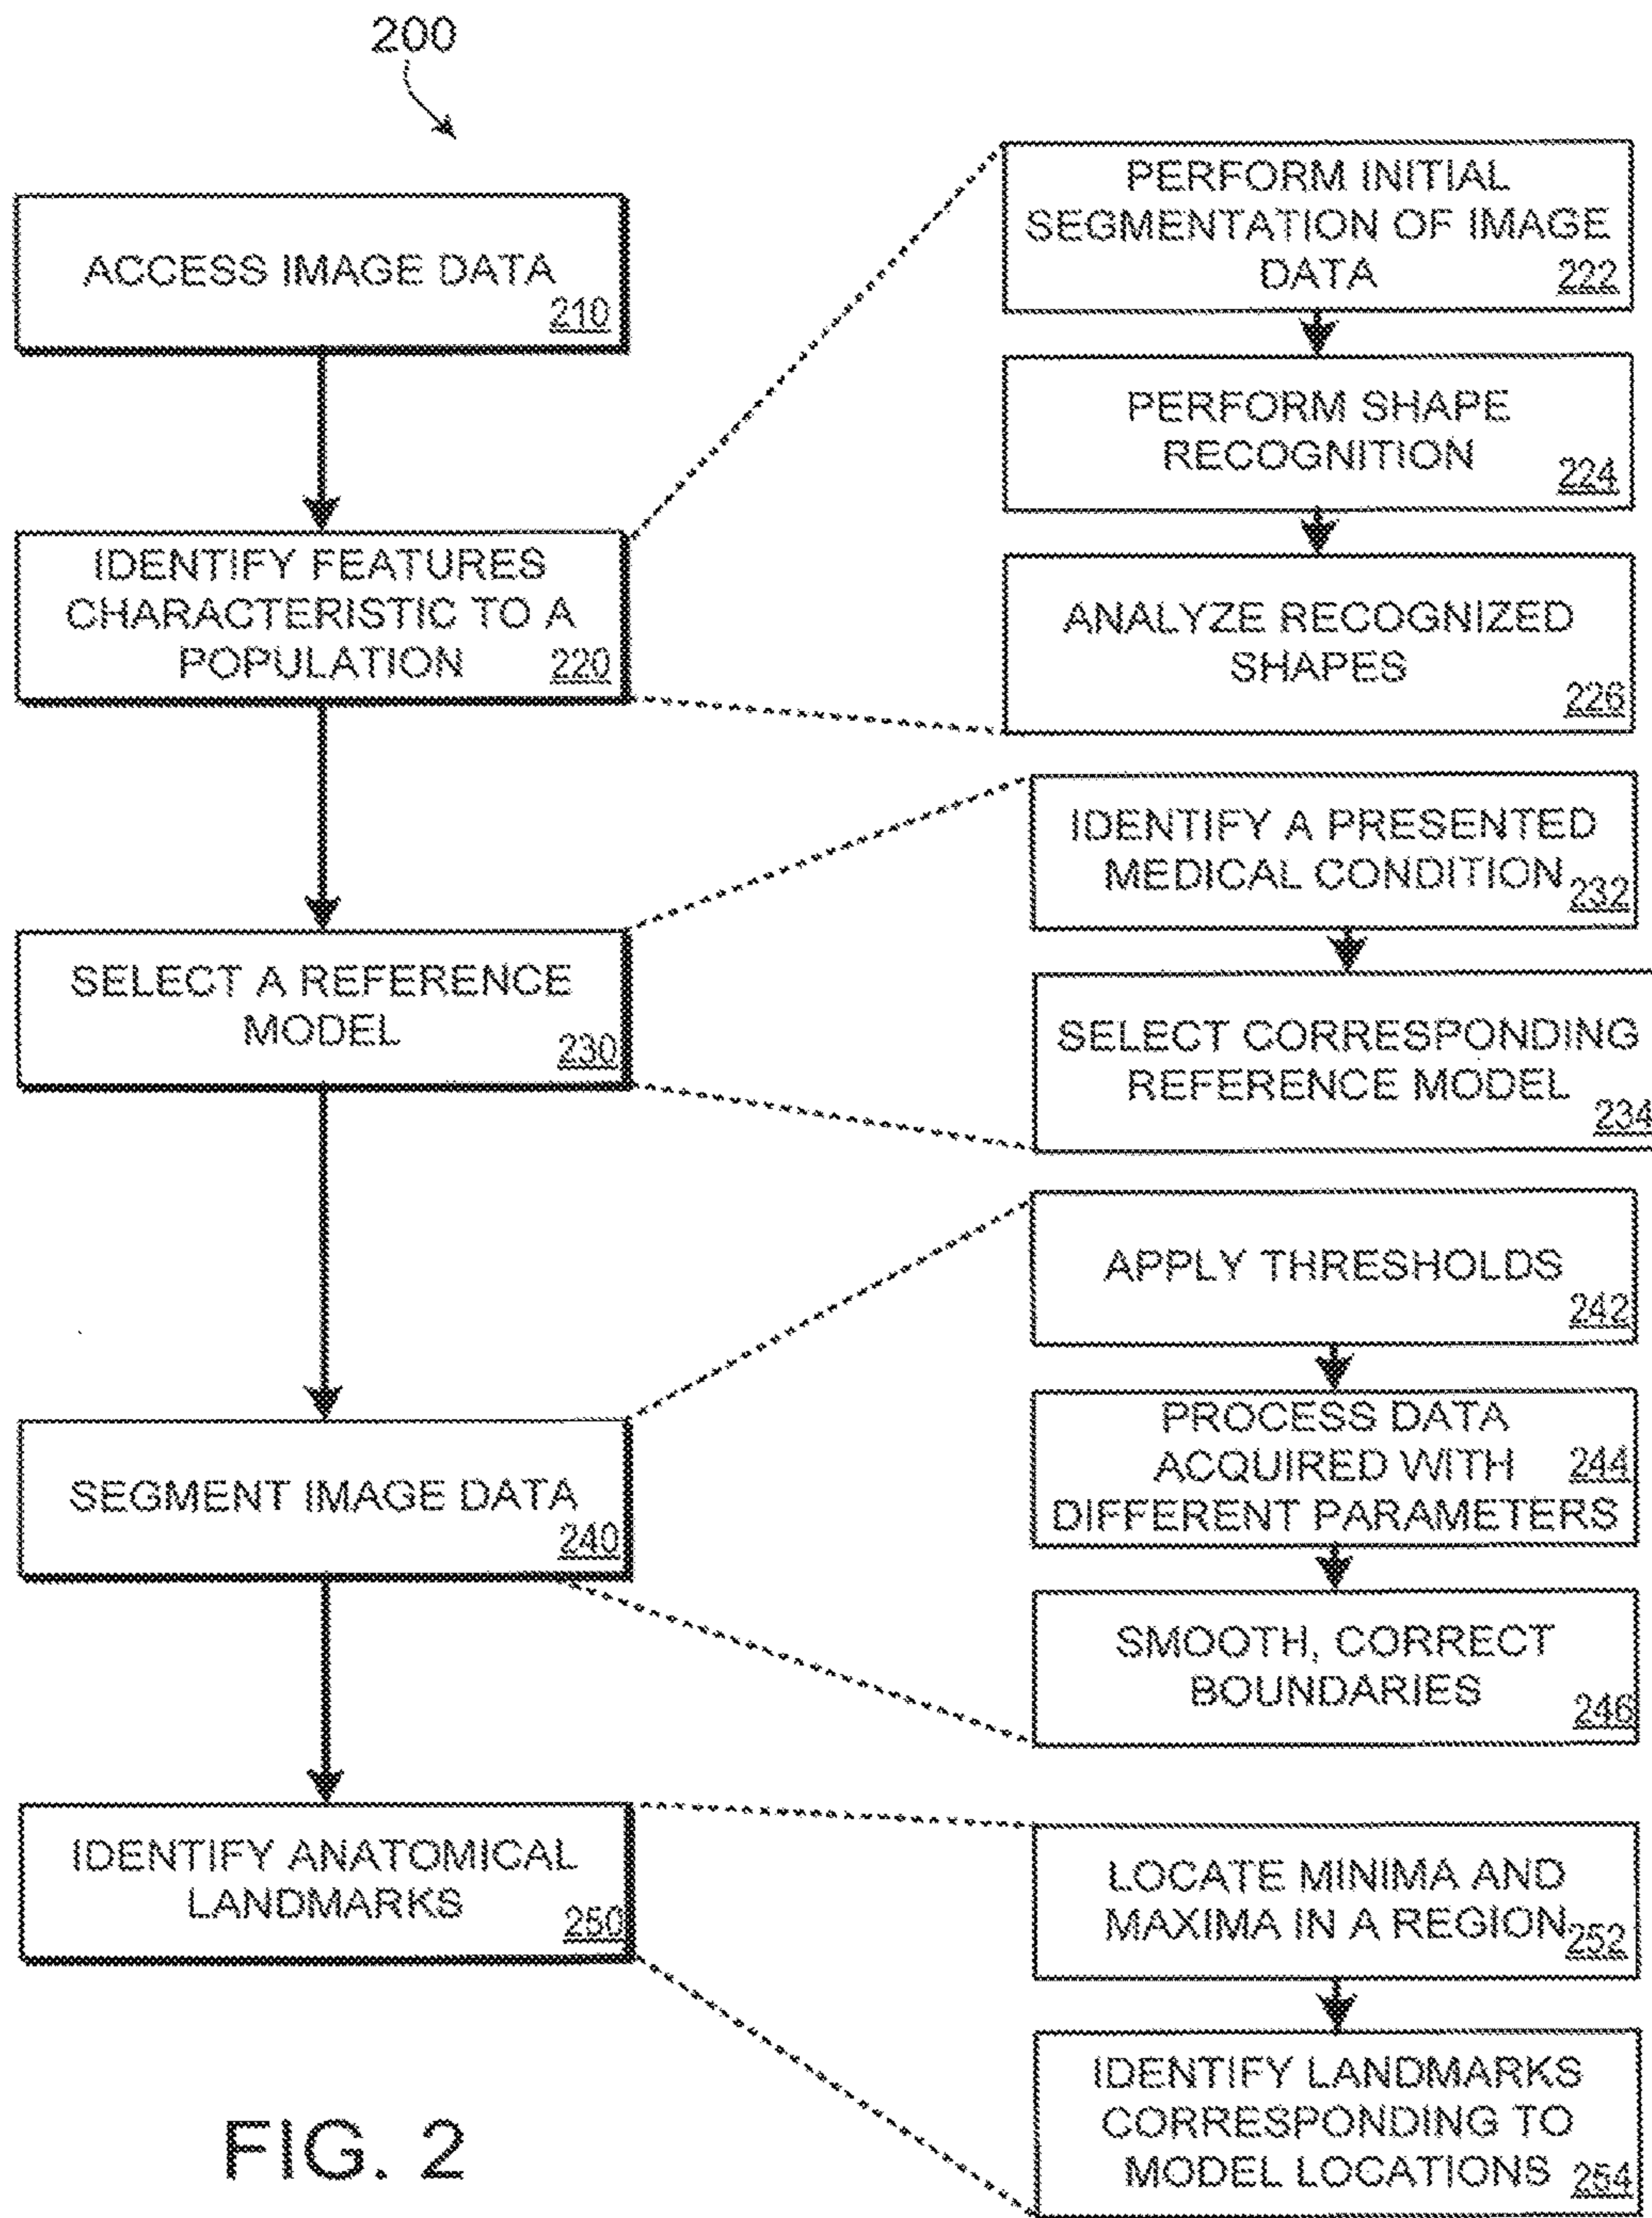 200
ACCESS IMAGE DATA
210
IDENTIFY FEATURES
CHARACTERISTIC TO A
POPULATION 220
SELECT A REFERENCE
MODEL 230
SEGMENT IMAGE DATA
240
IDENTIFY ANATOMICAL
LANDMARKS 250
PERFORM INITIAL
SEGMENTATION OF IMAGE
DATA 222
PERFORM SHAPE
RECOGNITION 224
ANALYZE RECOGNIZED
SHAPES
226
IDENTIFY A PRESENTED
MEDICAL CONDITION 232
SELECT CORRESPONDING
REFERENCE MODEL
234
APPLY THRESHOLDS
242
PROCESS DATA
ACQUIRED WITH 244
DIFFERENT PARAMETERS
SMOOTH, CORRECT
BOUNDARIES 246
LOCATE MINIMA AND
MAXIMA IN A REGION 252
IDENTIFY LANDMARKS
CORRESPONDING TO
MODEL LOCATIONS 254
FIG. 2